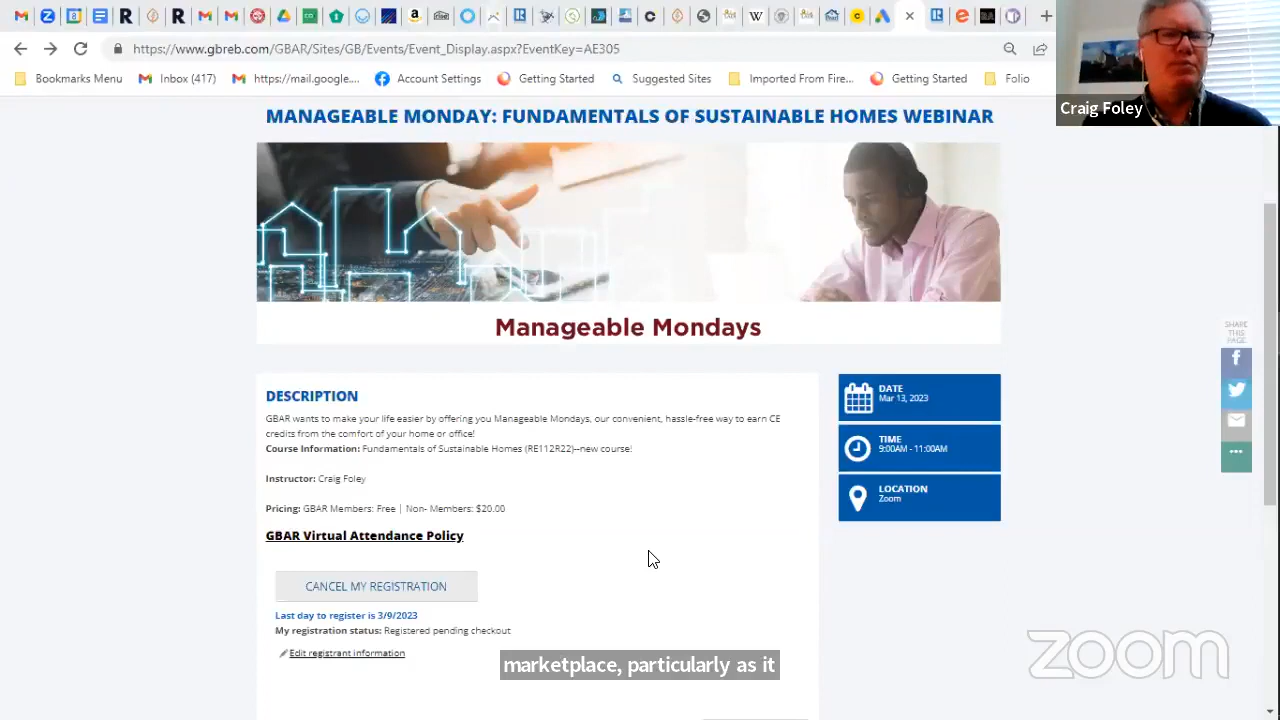 https://www.gbreb.com/GBAR/Sites/GB/Events/Event_Display.aspx?EventKey=AE305
Bookmarks Menu
Inbox (417)
https://mail.google....
Account Settings
Getting Started
Suggested Sites
Imported From Fire...
Getting Started
Folio
Craig Foley
MANAGEABLE MONDAY: FUNDAMENTALS OF SUSTAINABLE HOMES WEBINAR
Manageable Mondays
SHARE
THIS
PAGE
DESCRIPTION
GBAR wants to make your life easier by offering you Manageable Mondays, our convenient, hassle-free way to earn CE
credits from the comfort of your home or office!
Course Information: Fundamentals of Sustainable Homes (RE112R22)--new course!
Instructor: Craig Foley
Pricing: GBAR Members: Free | Non- Members: $20.00
GBAR Virtual Attendance Policy
CANCEL MY REGISTRATION
Last day to register is 3/9/2023
My registration status: Registered pending checkout
Edit registrant information
DATE
Mar 13, 2023
TIME
9:00AM - 11:00AM
LOCATION
Zoom
marketplace, particularly as it
zoom